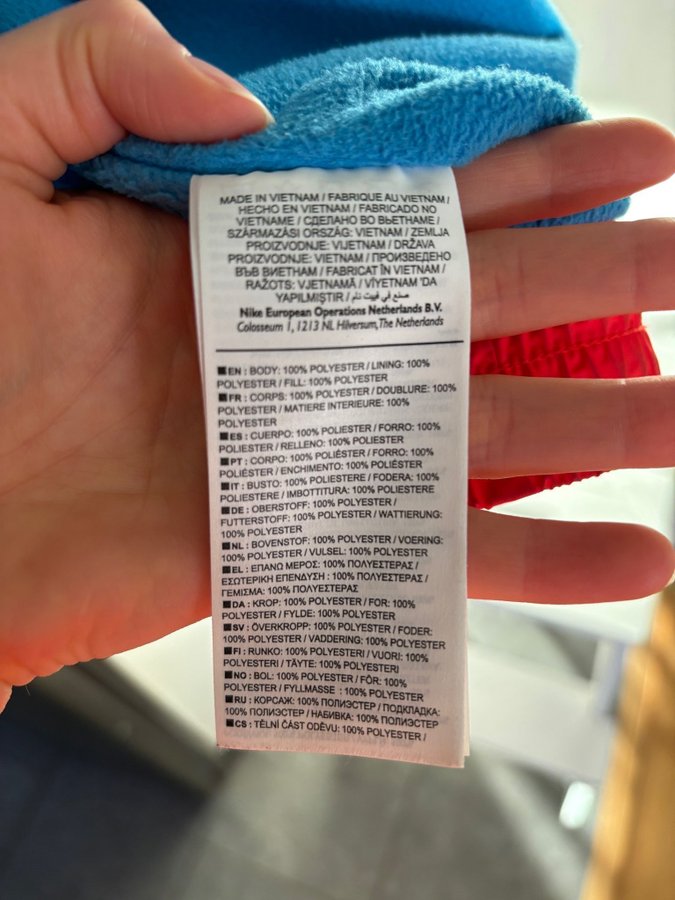 MADE IN VIETNAM / FABRIQUE AU VIETNAM /
HECHO EN VIETNAM / FABRICADO NO
VIETNAME / СДЕЛАНО ВО ВЬЕТНАМЕ /
SZÁRMAZÁSI ORSZÁG: VIETNAM / ZEMLJA
PROIZVODNJE: VIJETNAM / DRŽAVA
PROIZVODNJE: VIETNAM / ПРОИЗВЕДЕНО
ВЪВ ВИЕТНАМ / FABRICAT ÎN VIETNAM /
RAŽOTS: VJETNAMĀ / VİYETNAM 'DA
YAPILMIŞTIR / صنع في فييت نام
Nike European Operations Netherlands B.V.
Colosseum 1, 1213 NL Hilversum, The Netherlands
EN : BODY: 100% POLYESTER / LINING: 100%
POLYESTER / FILL: 100% POLYESTER
FR : CORPS: 100% POLYESTER / DOUBLURE: 100%
POLYESTER / MATIERE INTERIEURE: 100%
POLYESTER
ES : CUERPO: 100% POLIESTER / FORRO: 100%
POLIESTER / RELLENO: 100% POLIESTER
PT : CORPO: 100% POLIÉSTER / FORRO: 100%
POLIÉSTER / ENCHIMENTO: 100% POLIÉSTER
IT : BUSTO: 100% POLIESTERE / FODERA: 100%
POLIESTERE / IMBOTTITURA: 100% POLIESTERE
DE : OBERSTOFF: 100% POLYESTER /
FUTTERSTOFF: 100% POLYESTER / WATTIERUNG:
100% POLYESTER
NL : BOVENSTOF: 100% POLYESTER / VOERING:
100% POLYESTER / VULSEL: 100% POLYESTER
EL : ΕΠΑΝΩ ΜΕΡΟΣ: 100% ΠΟΛΥΕΣΤΕΡΑΣ /
ΕΣΩΤΕΡΙΚΗ ΕΠΕΝΔΥΣΗ : 100% ΠΟΛΥΕΣΤΕΡΑΣ /
ΓΕΜΙΣΜΑ: 100% ΠΟΛΥΕΣΤΕΡΑΣ
DA : KROP: 100% POLYESTER / FOR: 100%
POLYESTER / FYLDE: 100% POLYESTER
SV : ÖVERKROPP: 100% POLYESTER / FODER:
100% POLYESTER / VADDERING: 100% POLYESTER
FI : RUNKO: 100% POLYESTERI / VUORI: 100%
POLYESTERI / TÄYTE: 100% POLYESTERI
NO : BOL: 100% POLYESTER / FÔR: 100%
POLYESTER / FYLLMASSE : 100% POLYESTER
RU : КОРСАЖ: 100% ПОЛИЭСТЕР / ПОДКЛАДКА:
100% ПОЛИЭСТЕР / НАБИВКА: 100% ПОЛИЭСТЕР
CS : TĚLNÍ ČÁST ODĚVU: 100% POLYESTER /